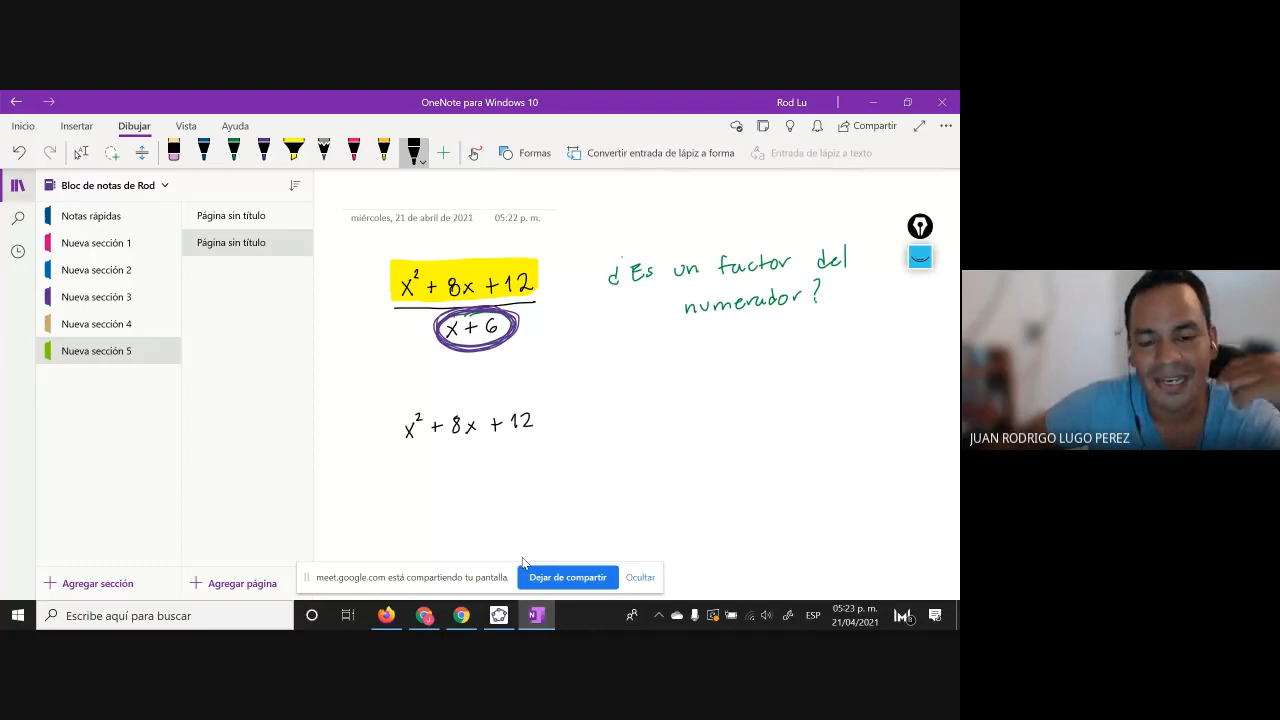 OneNote para Windows 10
Rod Lu
Inicio Insertar Dibujar Vista Ayuda
Compartir
Formas Convertir entrada de lápiz a forma Entrada de lápiz a texto
Bloc de notas de Rod
Notas rápidas
Nueva sección 1
Nueva sección 2
Nueva sección 3
Nueva sección 4
Nueva sección 5
Agregar sección
Página sin título
Página sin título
Agregar página
miércoles, 21 de abril de 2021 05:22 p. m.
x² + 8x + 12
x + 6
¿Es un factor del
numerador?
x² + 8x + 12
JUAN RODRIGO LUGO PEREZ
meet.google.com está compartiendo tu pantalla. Dejar de compartir Ocultar
Escribe aquí para buscar
ESP
05:23 p. m.
21/04/2021